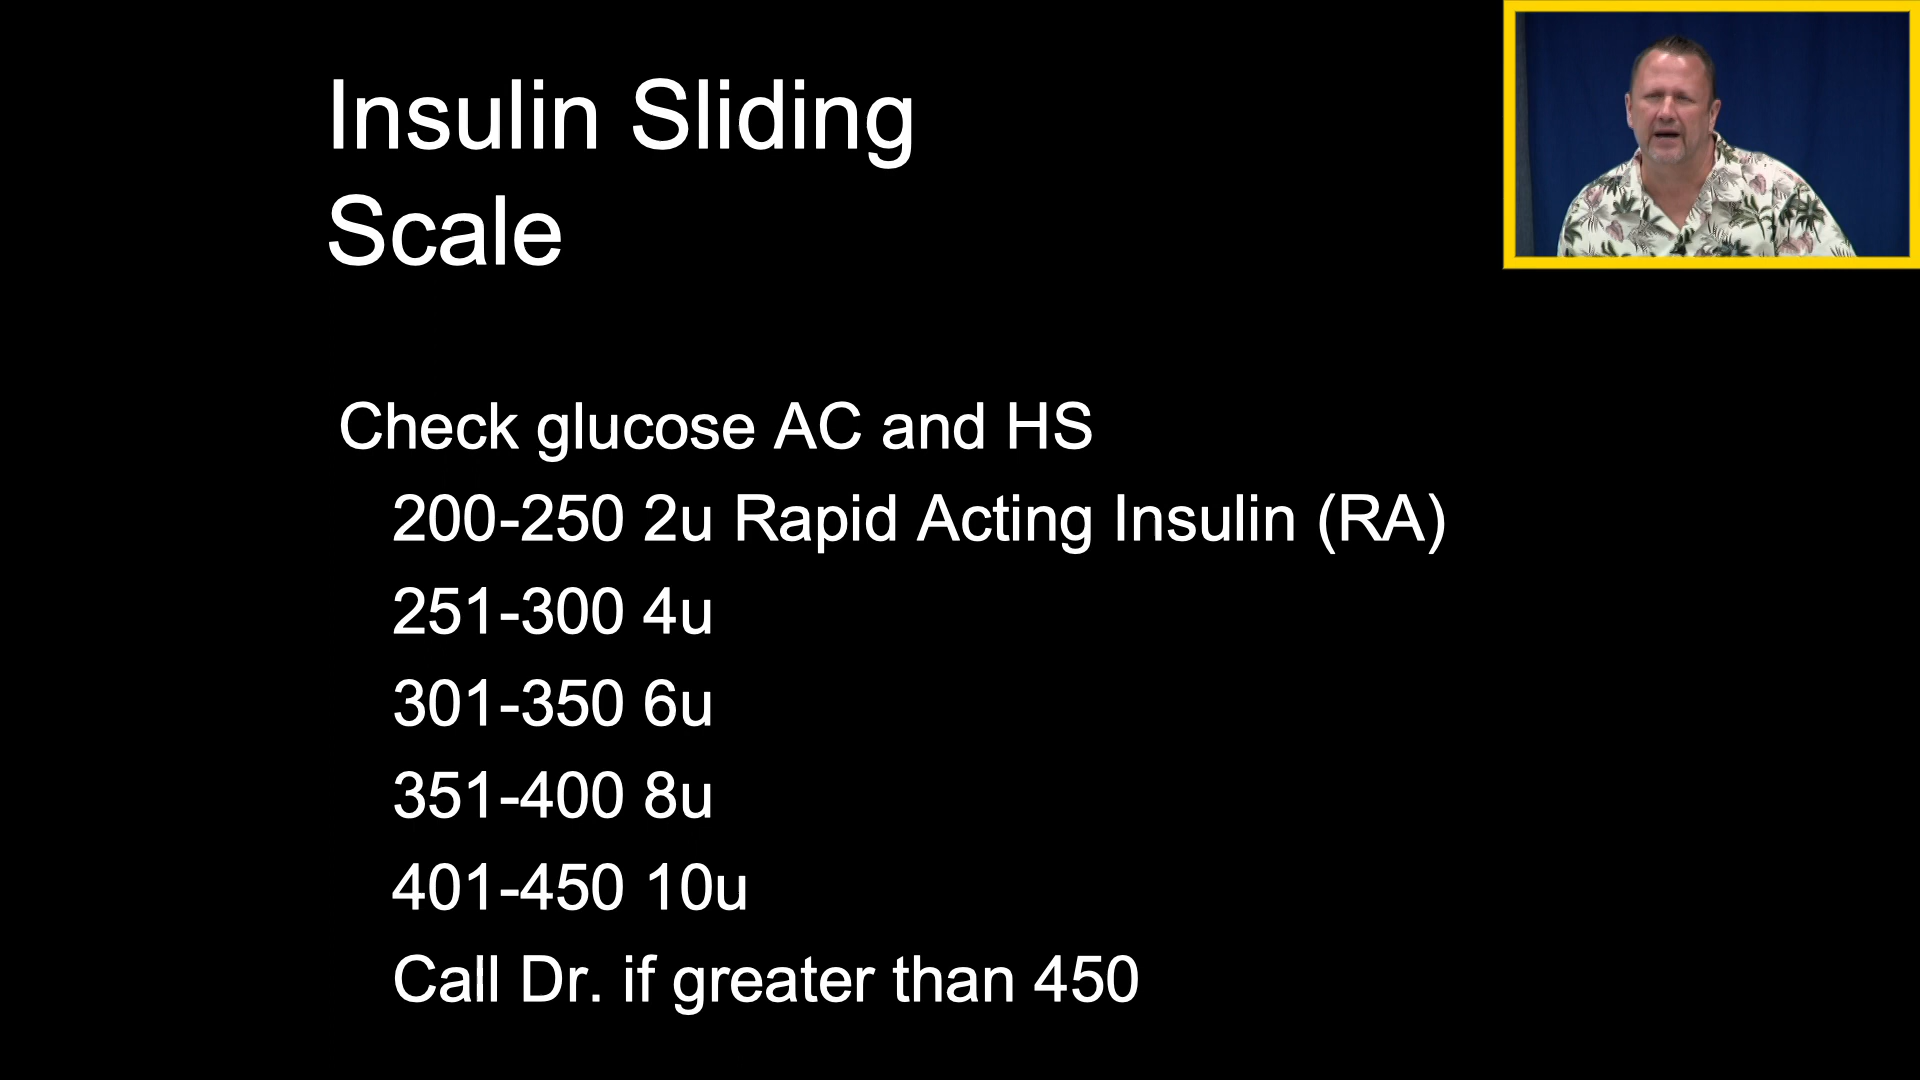 Insulin Sliding
Scale
Check glucose AC and HS
200-250 2u Rapid Acting Insulin (RA)
251-300 4u
301-350 6u
351-400 8u
401-450 10u
Call Dr. if greater than 450